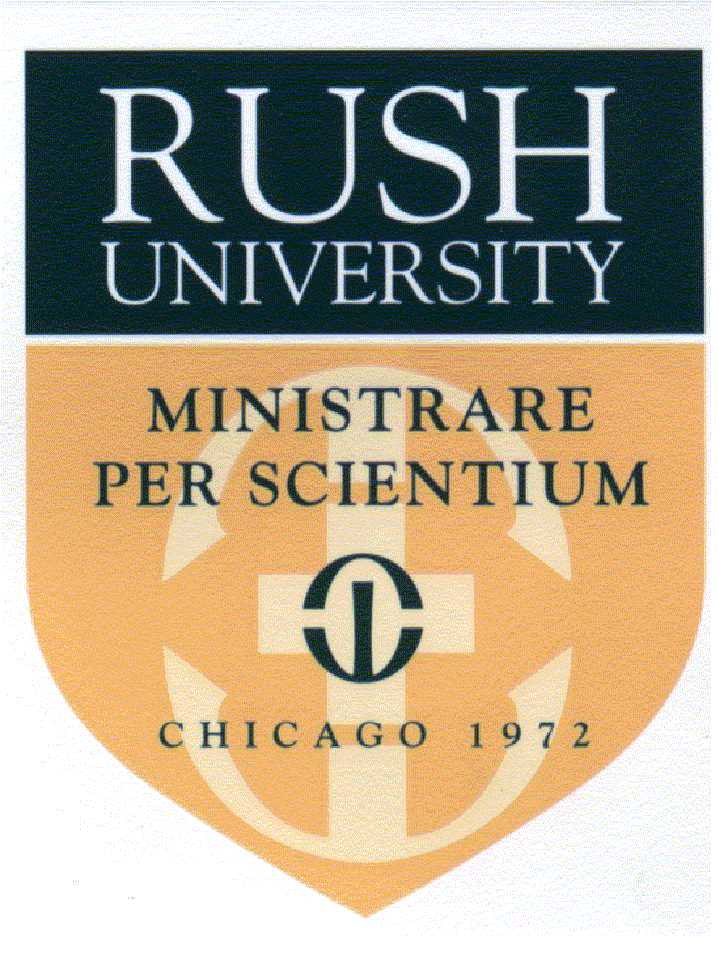 RUSH
UNIVERSITY
MINISTRARE
PER SCIENTIUM
CHICAGO 1972